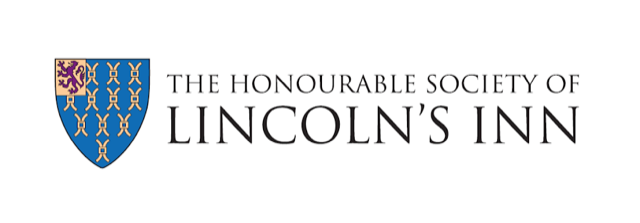 THE HONOURABLE SOCIETY OF
LINCOLN'S INN